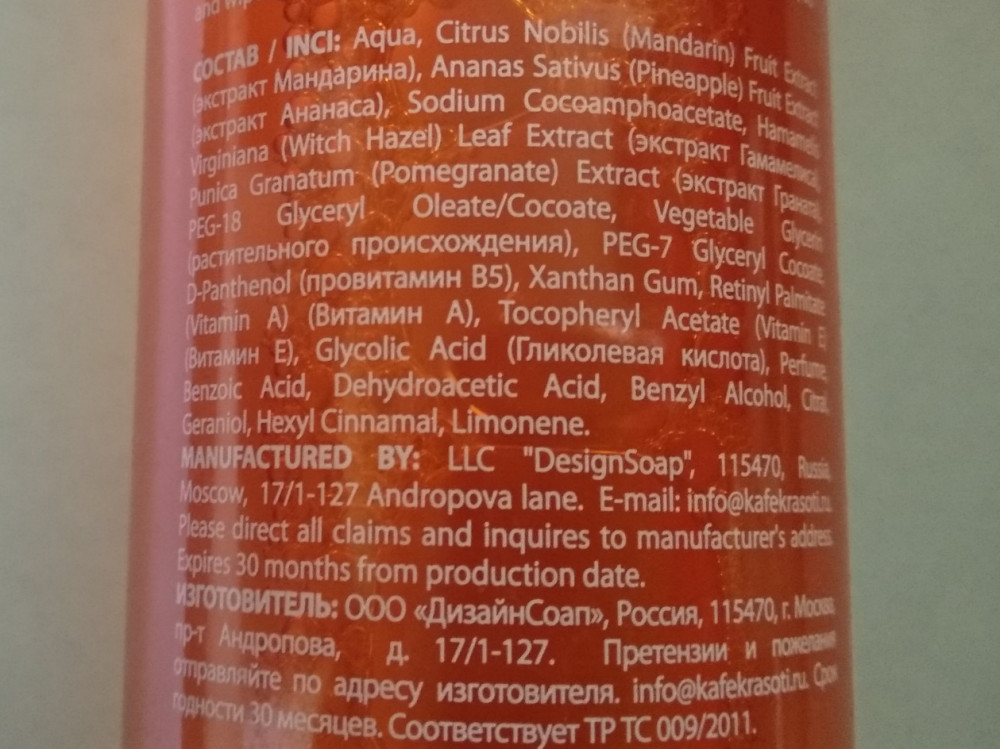 and wip
СОСТАВ / INCI: Aqua, Citrus Nobilis (Mandarin) Fruit Extract
(экстракт Мандарина), Ananas Sativus (Pineapple) Fruit Extract
(экстракт Ананаса), Sodium Cocoamphoacetate, Hamamelis
Virginiana (Witch Hazel) Leaf Extract (экстракт Гамамелиса),
Punica Granatum (Pomegranate) Extract (экстракт Граната),
PEG-18 Glyceryl Oleate/Cocoate, Vegetable Glycerin
(растительного происхождения), PEG-7 Glyceryl Cocoate,
D-Panthenol (провитамин B5), Xanthan Gum, Retinyl Palmitate
(Vitamin A) (Витамин А), Tocopheryl Acetate (Vitamin E)
(Витамин Е), Glycolic Acid (Гликолевая кислота), Perfume,
Benzoic Acid, Dehydroacetic Acid, Benzyl Alcohol, Citral,
Geraniol, Hexyl Cinnamal, Limonene.
MANUFACTURED BY: LLC "DesignSoap", 115470, Russia,
Moscow, 17/1-127 Andropova lane. E-mail: info@kafekrasoti.ru.
Please direct all claims and inquires to manufacturer's address.
Expires 30 months from production date.
ИЗГОТОВИТЕЛЬ: ООО «ДизайнСоап», Россия, 115470, г. Москва
пр-т Андропова, д. 17/1-127. Претензии и пожелания
отправляйте по адресу изготовителя. info@kafekrasoti.ru. Срок
годности 30 месяцев. Соответствует ТР ТС 009/2011.